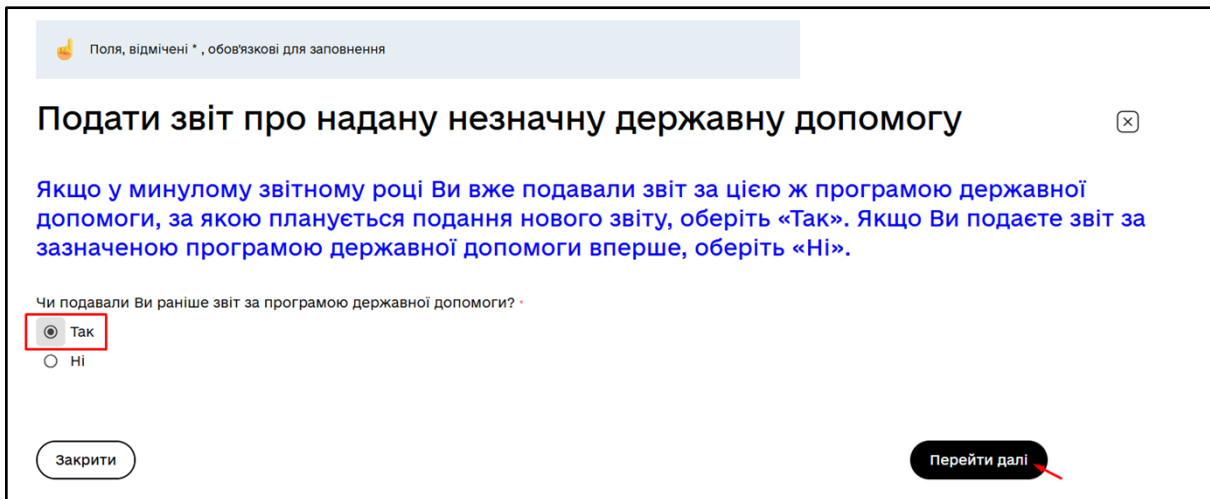 Поля, відмічені * , обов'язкові для заповнення
Подати звіт про надану незначну державну допомогу
Якщо у минулому звітному році Ви вже подавали звіт за цією ж програмою державної
допомоги, за якою планується подання нового звіту, оберіть «Так». Якщо Ви подаєте звіт за
зазначеною програмою державної допомоги вперше, оберіть «Ні».
Чи подавали Ви раніше звіт за програмою державної допомоги? *
Так
Ні
Закрити
Перейти далі